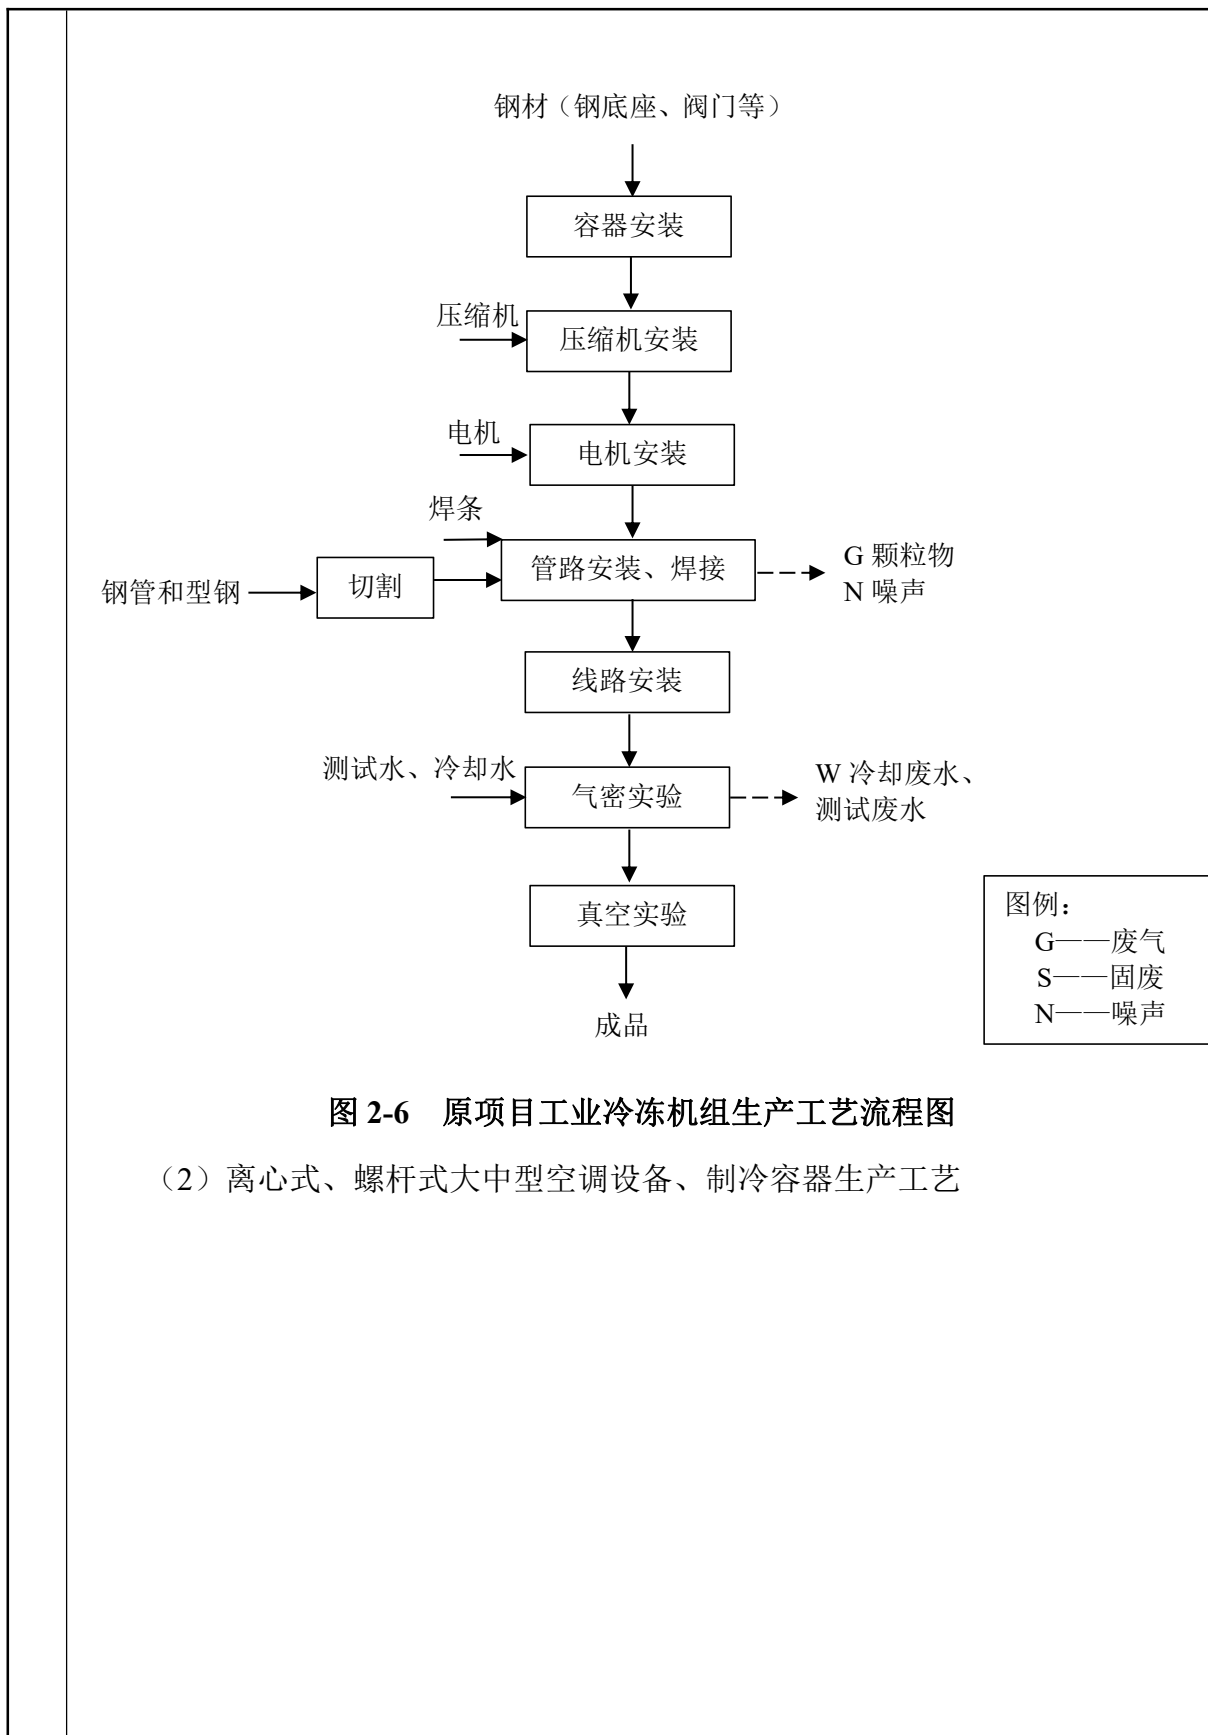 钢材（钢底座、阀门等）
容器安装
压缩机
压缩机安装
电机
电机安装
焊条
管路安装、焊接
G 颗粒物
N 噪声
钢管和型钢
切割
线路安装
测试水、冷却水
气密实验
W 冷却废水、
测试废水
真空实验
成品
图例：
G——废气
S——固废
N——噪声
图 2-6 原项目工业冷冻机组生产工艺流程图
（2）离心式、螺杆式大中型空调设备、制冷容器生产工艺